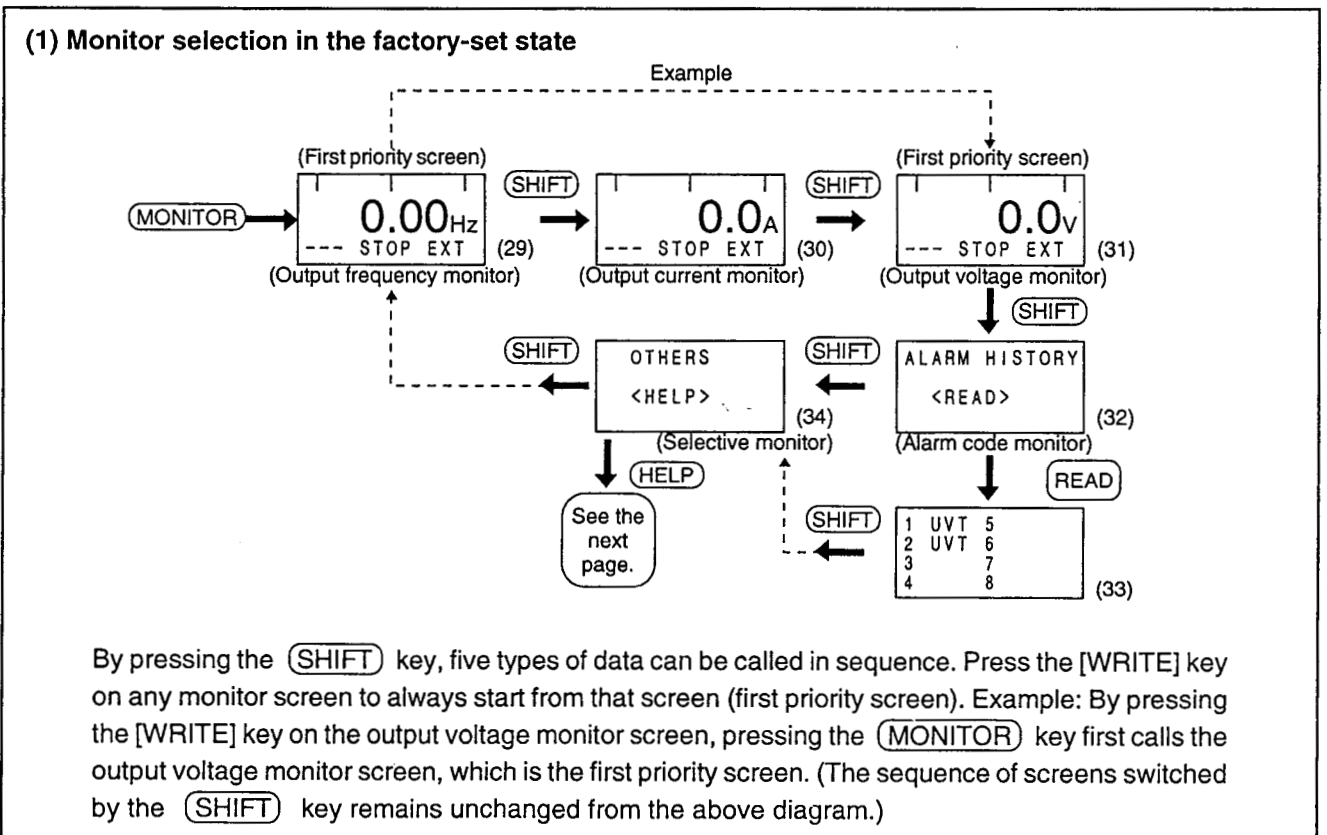 (1) Monitor selection in the factory-set state
Example
(First priority screen)
(First priority screen)
MONITOR
0.00Hz
--- STOP EXT
(29)
(Output frequency monitor)
SHIFT
0.0A
--- STOP EXT
(30)
(Output current monitor)
SHIFT
0.0V
--- STOP EXT
(31)
(Output voltage monitor)
SHIFT
ALARM HISTORY
<READ>
(32)
(Alarm code monitor)
SHIFT
OTHERS
<HELP>
(34)
(Selective monitor)
SHIFT
HELP
See the
next
page.
READ
1 UVT 5
2 UVT 6
3 7
4 8
(33)
SHIFT
By pressing the SHIFT key, five types of data can be called in sequence. Press the [WRITE] key
on any monitor screen to always start from that screen (first priority screen). Example: By pressing
the [WRITE] key on the output voltage monitor screen, pressing the MONITOR key first calls the
output voltage monitor screen, which is the first priority screen. (The sequence of screens switched
by the SHIFT key remains unchanged from the above diagram.)